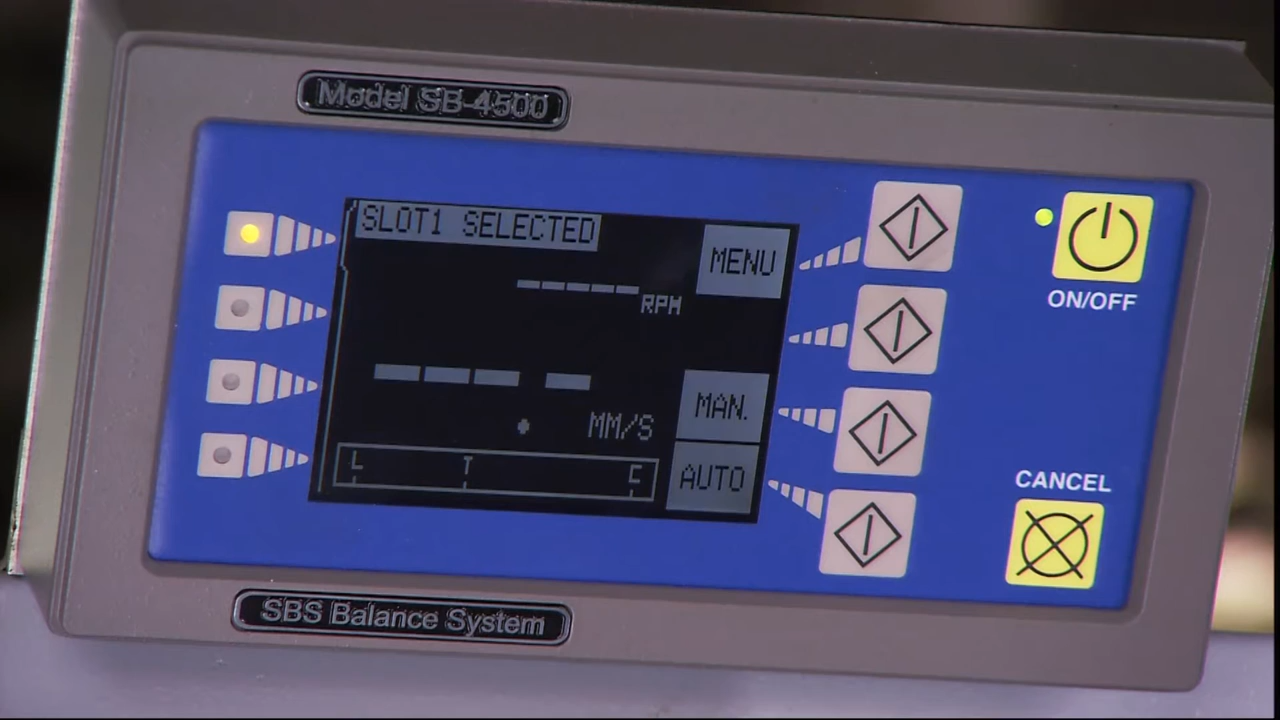 Model SB-4500
SLOT1 SELECTED
MENU
-----RPM
--- -
MM/S
MAN.
L T C
AUTO
ON/OFF
CANCEL
SBS Balance System